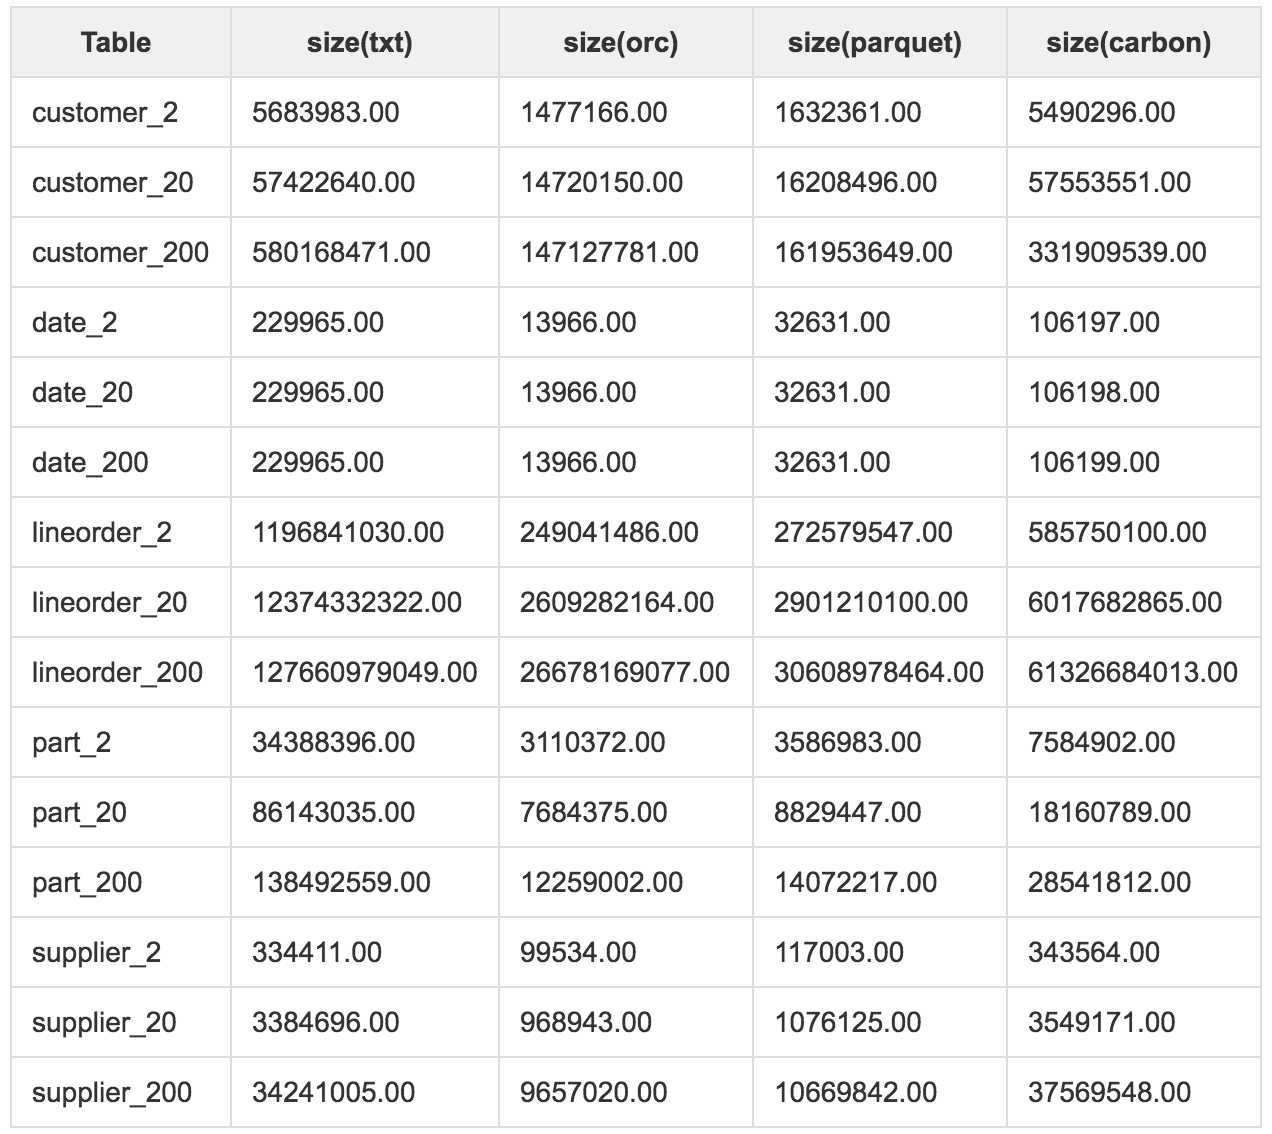 Table size(txt) size(orc) size(parquet) size(carbon)
customer_2 5683983.00 1477166.00 1632361.00 5490296.00
customer_20 57422640.00 14720150.00 16208496.00 57553551.00
customer_200 580168471.00 147127781.00 161953649.00 331909539.00
date_2 229965.00 13966.00 32631.00 106197.00
date_20 229965.00 13966.00 32631.00 106198.00
date_200 229965.00 13966.00 32631.00 106199.00
lineorder_2 1196841030.00 249041486.00 272579547.00 585750100.00
lineorder_20 12374332322.00 2609282164.00 2901210100.00 6017682865.00
lineorder_200 127660979049.00 26678169077.00 30608978464.00 61326684013.00
part_2 34388396.00 3110372.00 3586983.00 7584902.00
part_20 86143035.00 7684375.00 8829447.00 18160789.00
part_200 138492559.00 12259002.00 14072217.00 28541812.00
supplier_2 334411.00 99534.00 117003.00 343564.00
supplier_20 3384696.00 968943.00 1076125.00 3549171.00
supplier_200 34241005.00 9657020.00 10669842.00 37569548.00